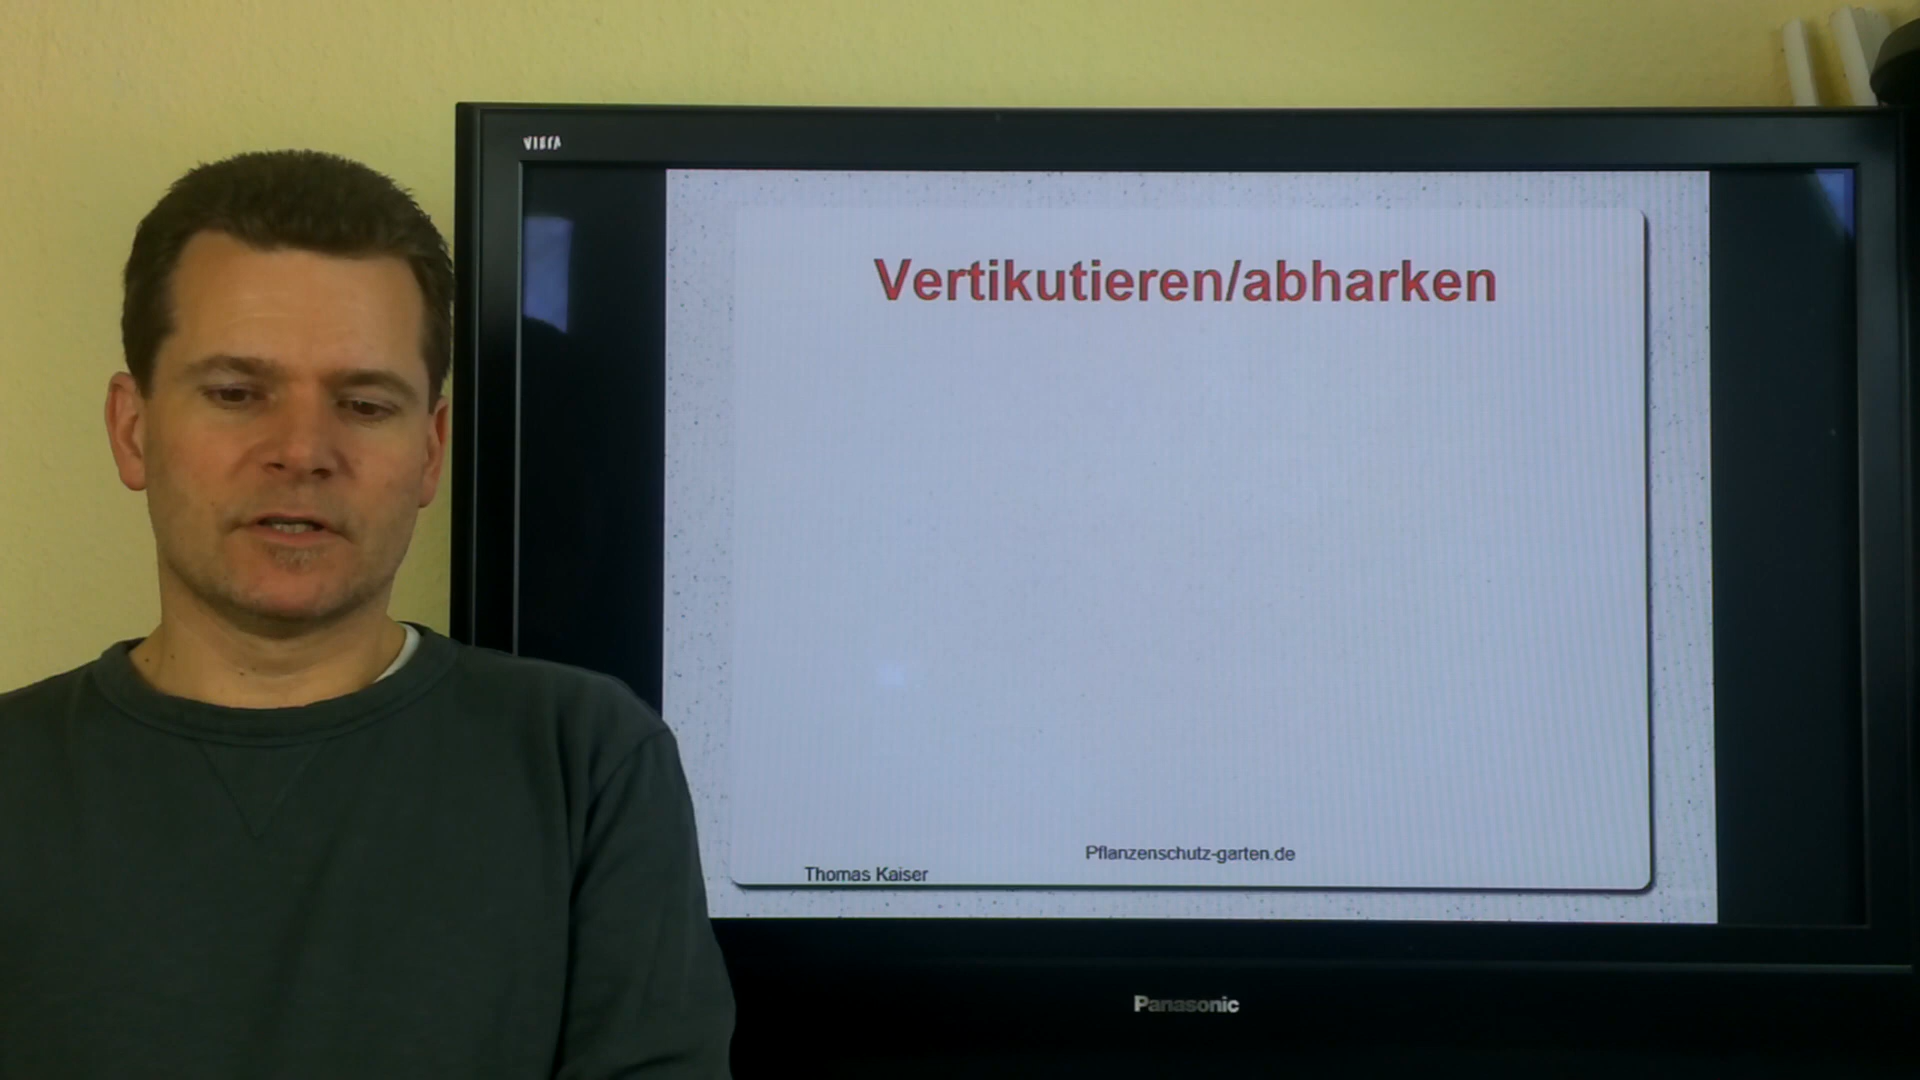 VIERA
Vertikutieren/abharken
Pflanzenschutz-garten.de
Thomas Kaiser
Panasonic